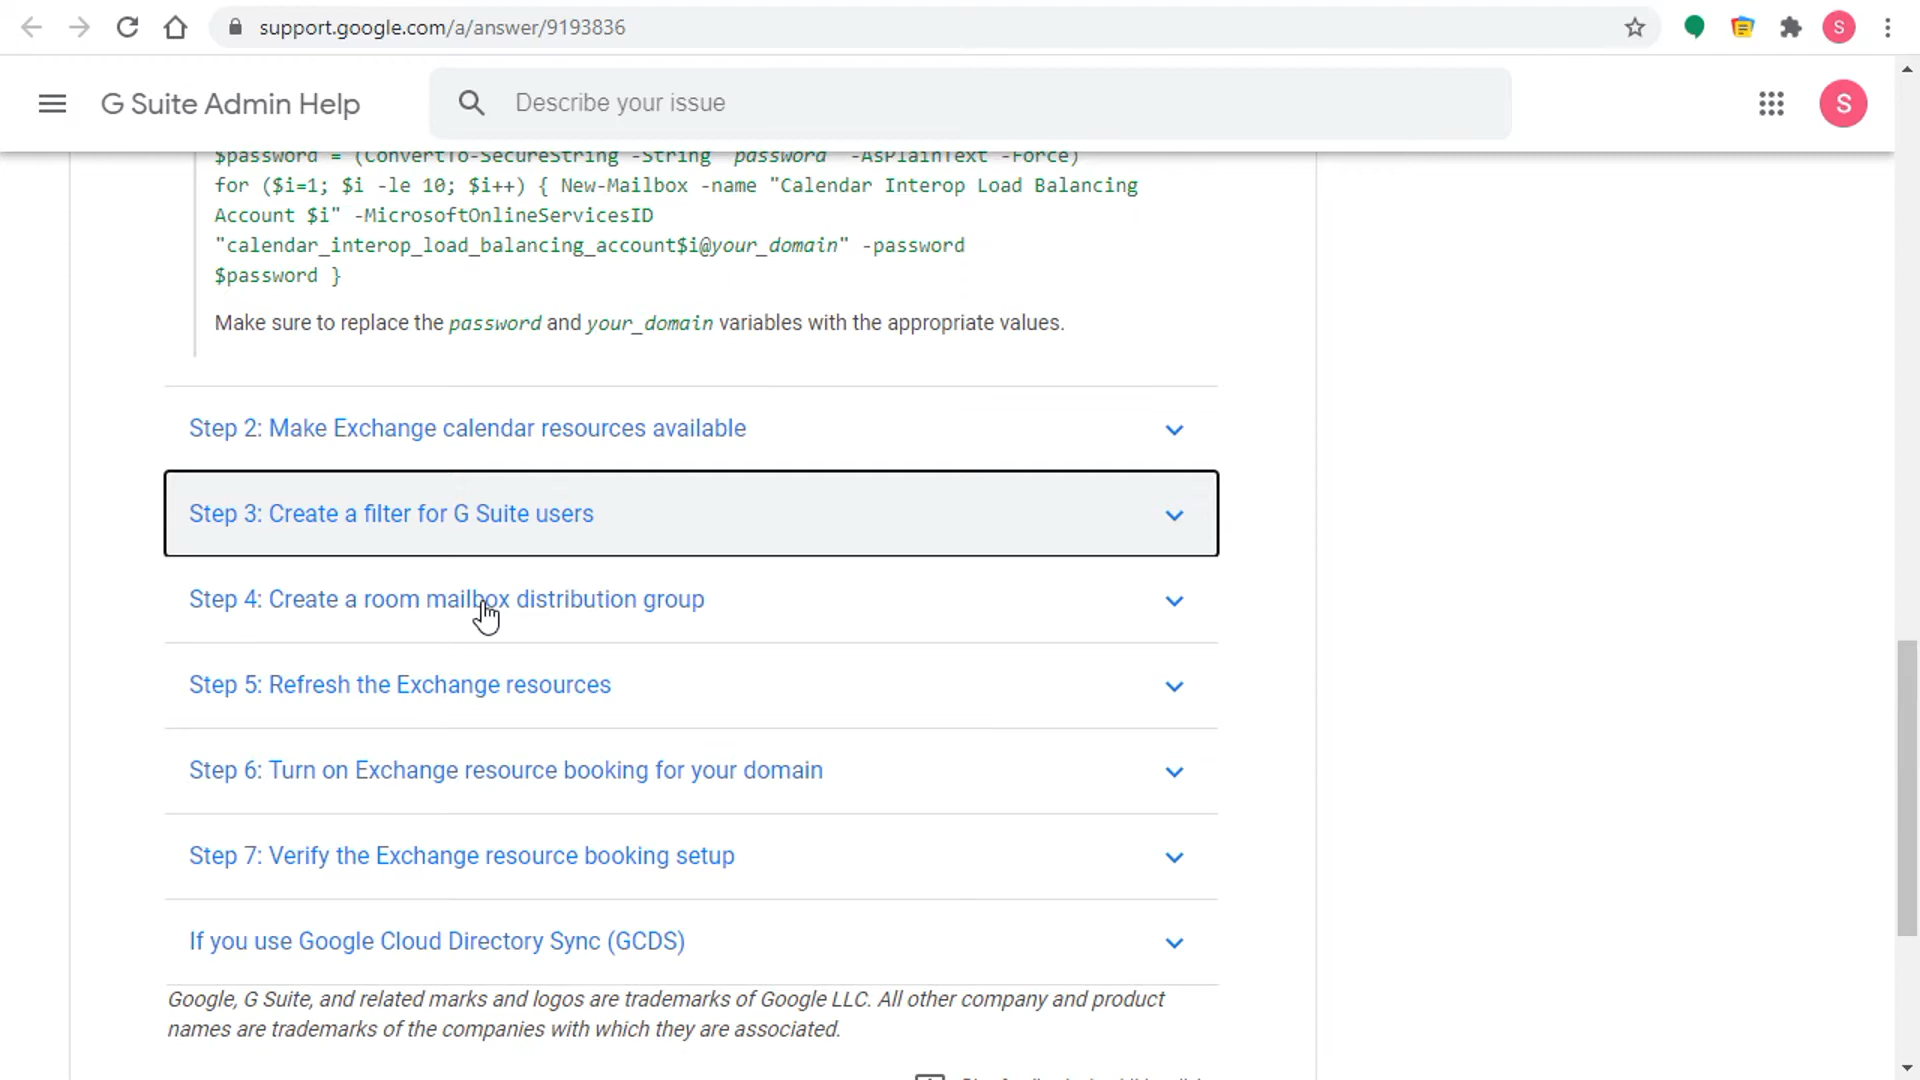 support.google.com/a/answer/9193836
S
G Suite Admin Help
Describe your issue
S
$password = (ConvertTo-SecureString -String password -AsPlainText -Force)
for ($i=1; $i -le 10; $i++) { New-Mailbox -name "Calendar Interop Load Balancing
Account $i" -MicrosoftOnlineServicesID
"calendar_interop_load_balancing_account$i@your_domain" -password
$password }
Make sure to replace the password and your_domain variables with the appropriate values.
Step 2: Make Exchange calendar resources available
Step 3: Create a filter for G Suite users
Step 4: Create a room mailbox distribution group
Step 5: Refresh the Exchange resources
Step 6: Turn on Exchange resource booking for your domain
Step 7: Verify the Exchange resource booking setup
If you use Google Cloud Directory Sync (GCDS)
Google, G Suite, and related marks and logos are trademarks of Google LLC. All other company and product
names are trademarks of the companies with which they are associated.